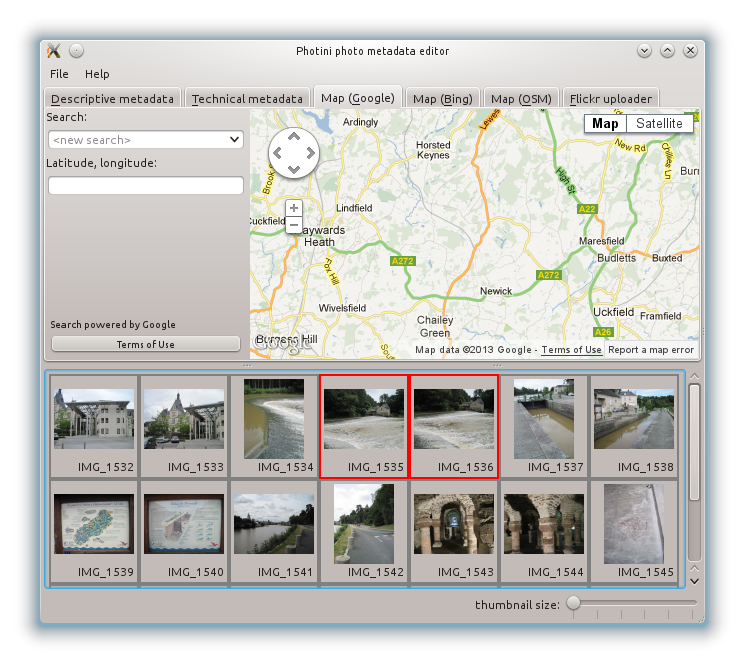 Photini photo metadata editor
File Help
Descriptive metadata Technical metadata Map (Google) Map (Bing) Map (OSM) Flickr uploader
Search:
<new search>
Latitude, longitude:
Search powered by Google
Terms of Use
Map Satellite
Ardingly
Horsted
Keynes
Lewes
New Rd
Chilles Ln
High St
Brook
Lindfield
Cuckfield
Haywards
Heath
A22
Maresfield
Budletts
Buxted
A272
Fox Hill
A272
Newick
Wivelsfield
Chailey
Green
Uckfield
Framfield
A26
Burgess Hill
Google
Map data ©2013 Google - Terms of Use Report a map error
IMG_1532 IMG_1533 IMG_1534 IMG_1535 IMG_1536 IMG_1537 IMG_1538
IMG_1539 IMG_1540 IMG_1541 IMG_1542 IMG_1543 IMG_1544 IMG_1545
thumbnail size: